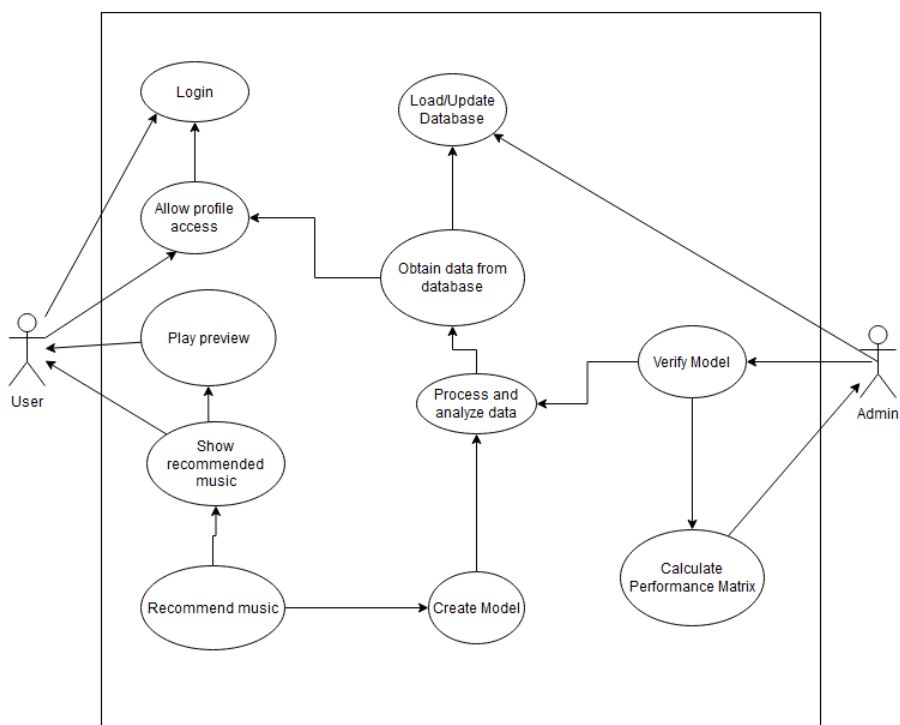 Login
Load/Update
Database
Allow profile
access
Obtain data from
database
Play preview
Verify Model
User
Process and
analyze data
Admin
Show
recommended
music
Calculate
Performance Matrix
Recommend music
Create Model